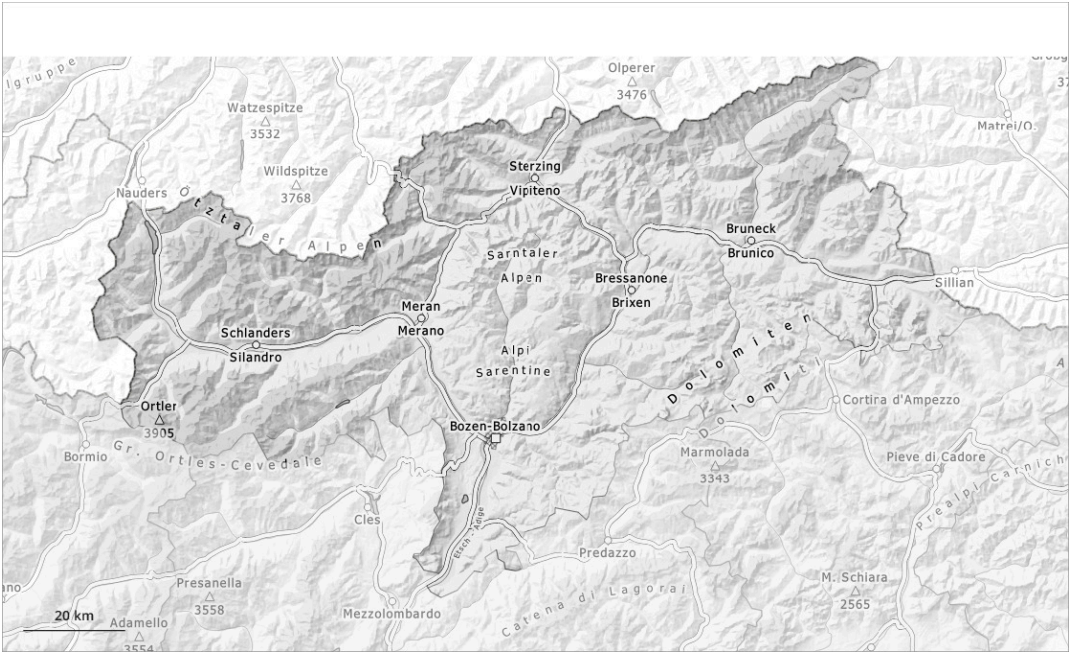 lgruppe
Olperer
3476
Watzespitze
3532
Matrei/O.
Wildspitze
3768
Sterzing
Vipiteno
Nauders
Ötztaler Alpen
Bruneck
Brunico
Sarntaler
Alpen
Bressanone
Brixen
Sillian
Meran
Merano
Schlanders
Silandro
Dolomiten
Alpi
Sarentine
Dolomiti
Ortler
3905
Cortina d'Ampezzo
Bozen-Bolzano
Gr. Ortles-Cevedale
Bormio
Marmolada
3343
Pieve di Cadore
Prealpi Carnich
Cles
Etsch - Adige
Predazzo
Presanella
3558
M. Schiara
2565
ano
Mezzolombardo
Catena di Lagorai
20 km
Adamello
3554